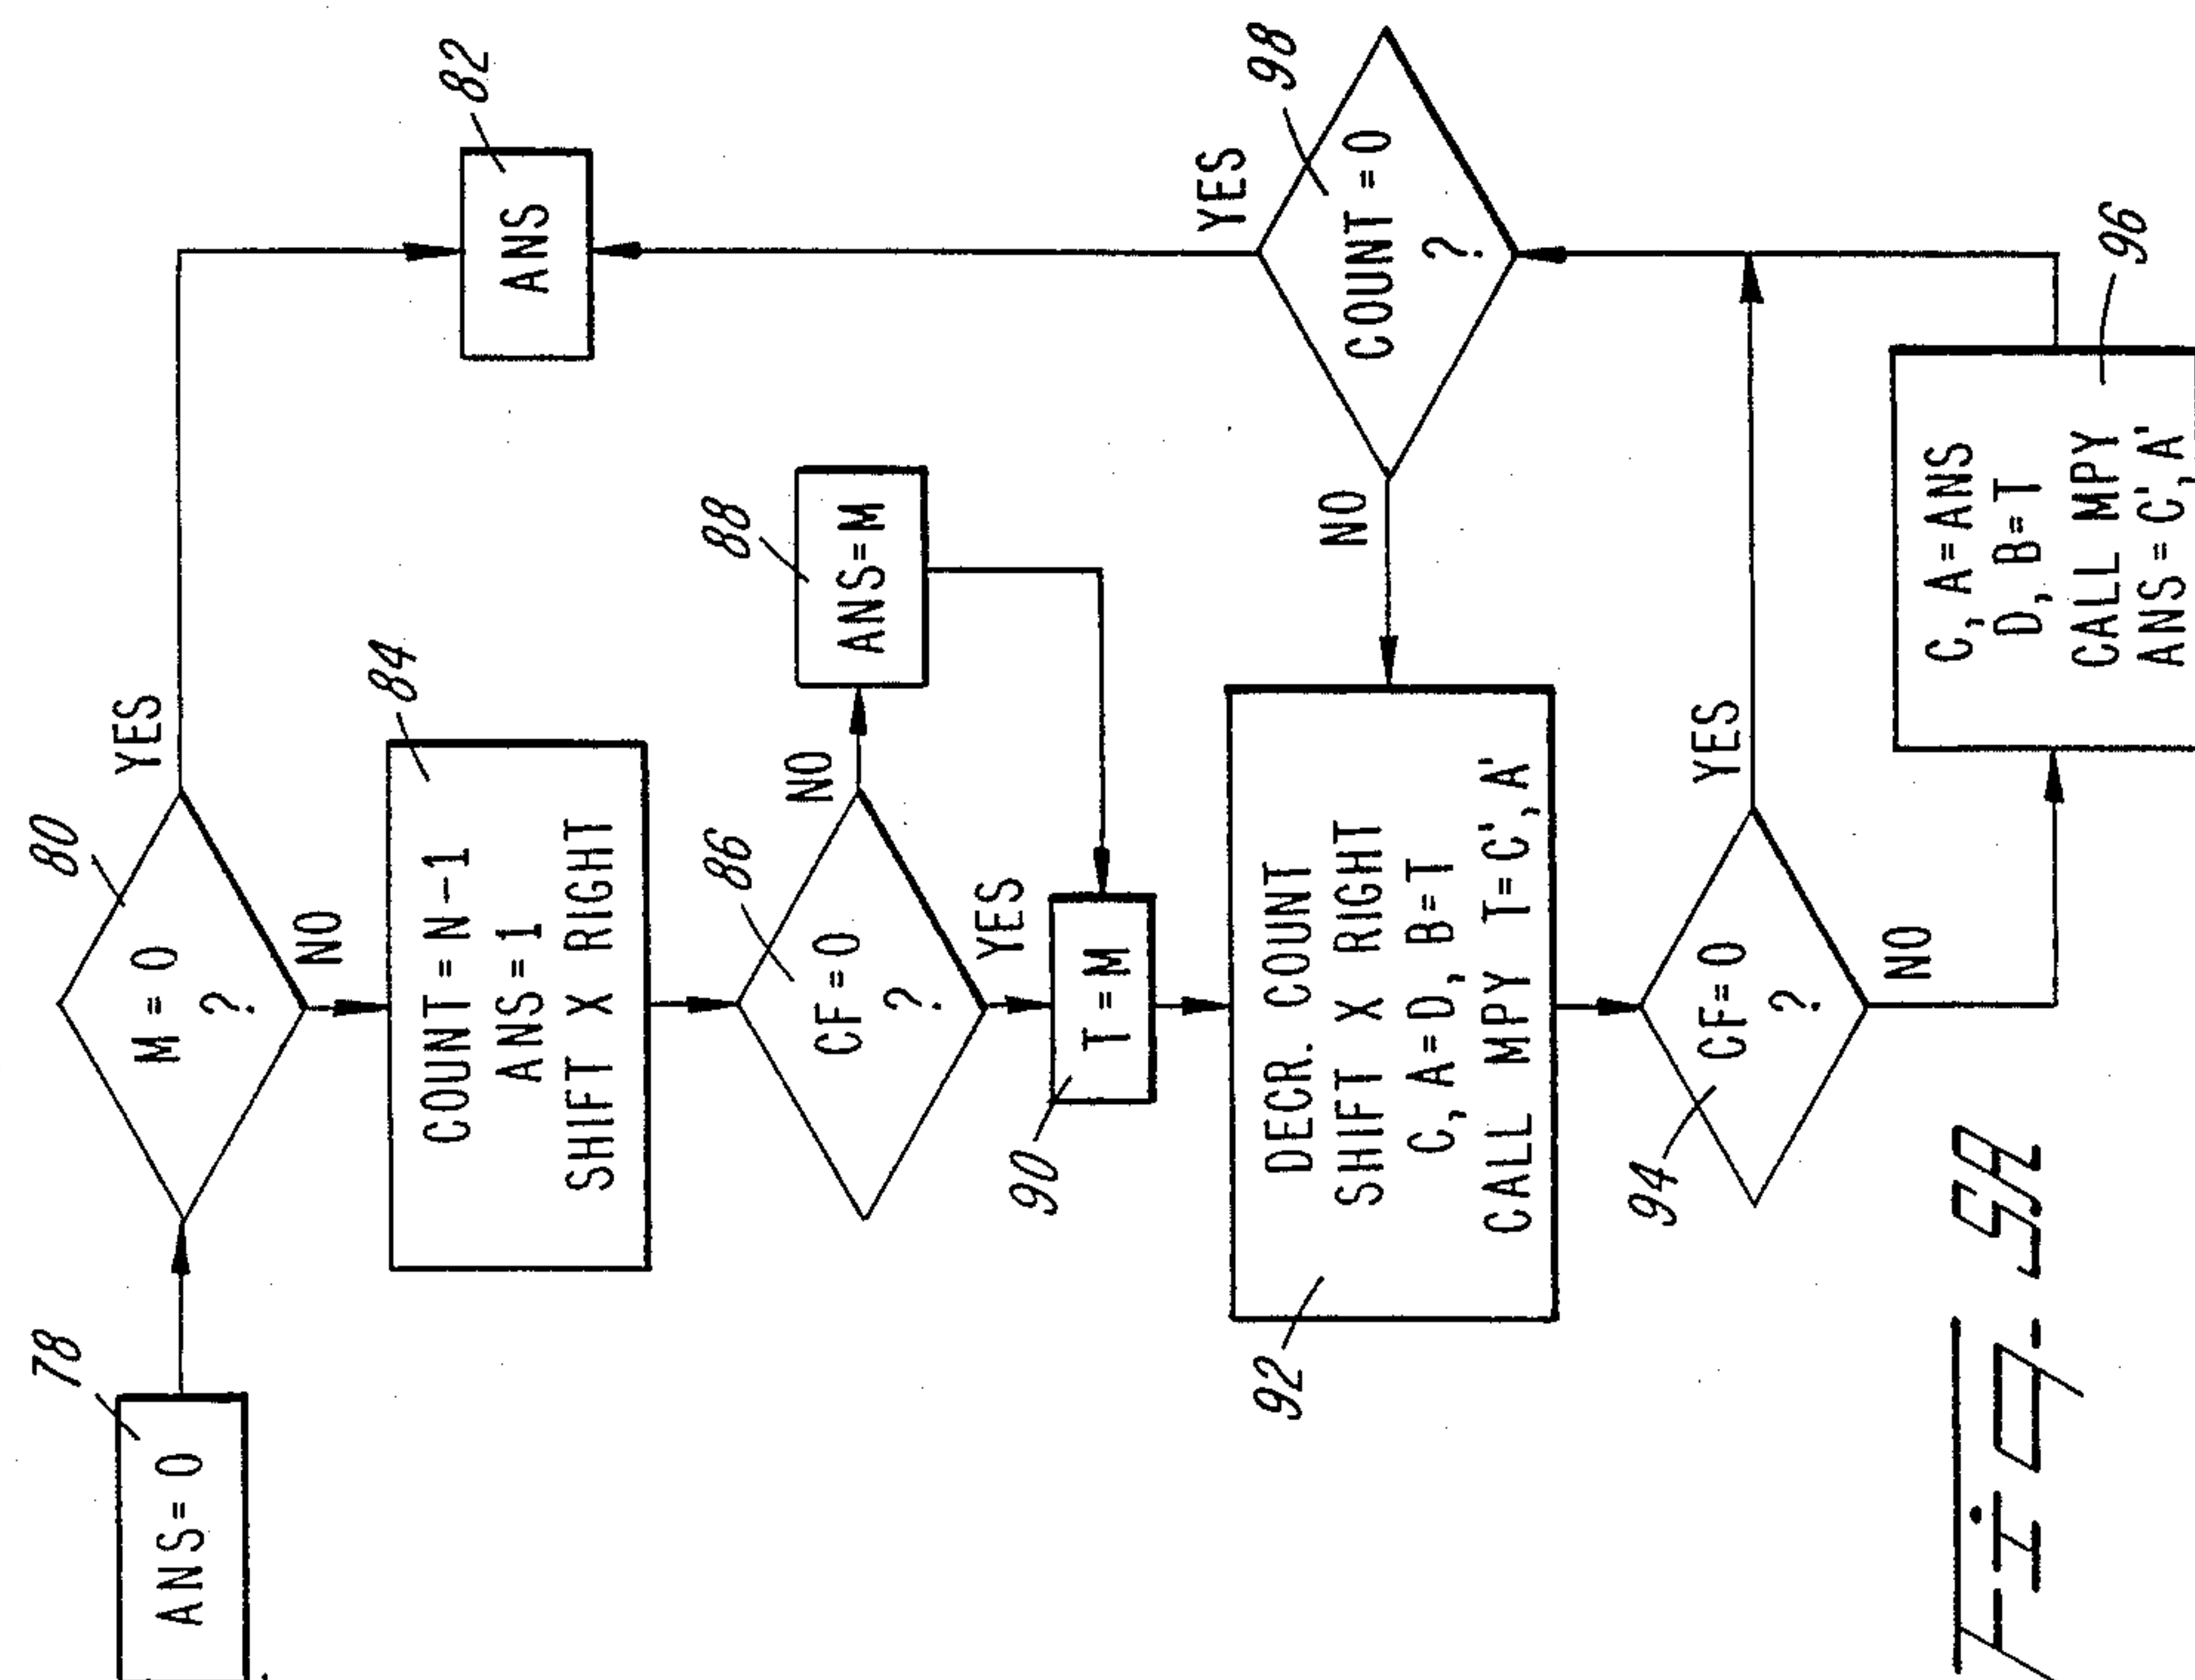 78
ANS=0
80
M=0
?
YES
NO
82
ANS
84
COUNT=N-1
ANS=1
SHIFT X RIGHT
86
CF=0
?
NO
YES
88
ANS=M
90
T=M
92
DECR. COUNT
SHIFT X RIGHT
C,A=D,B=T
CALL MPY T=C',A'
94
CF=0
?
YES
NO
96
C,A=ANS
D,B=T
CALL MPY
ANS=C',A'
98
COUNT=0
?
YES
NO
Fig. 5A